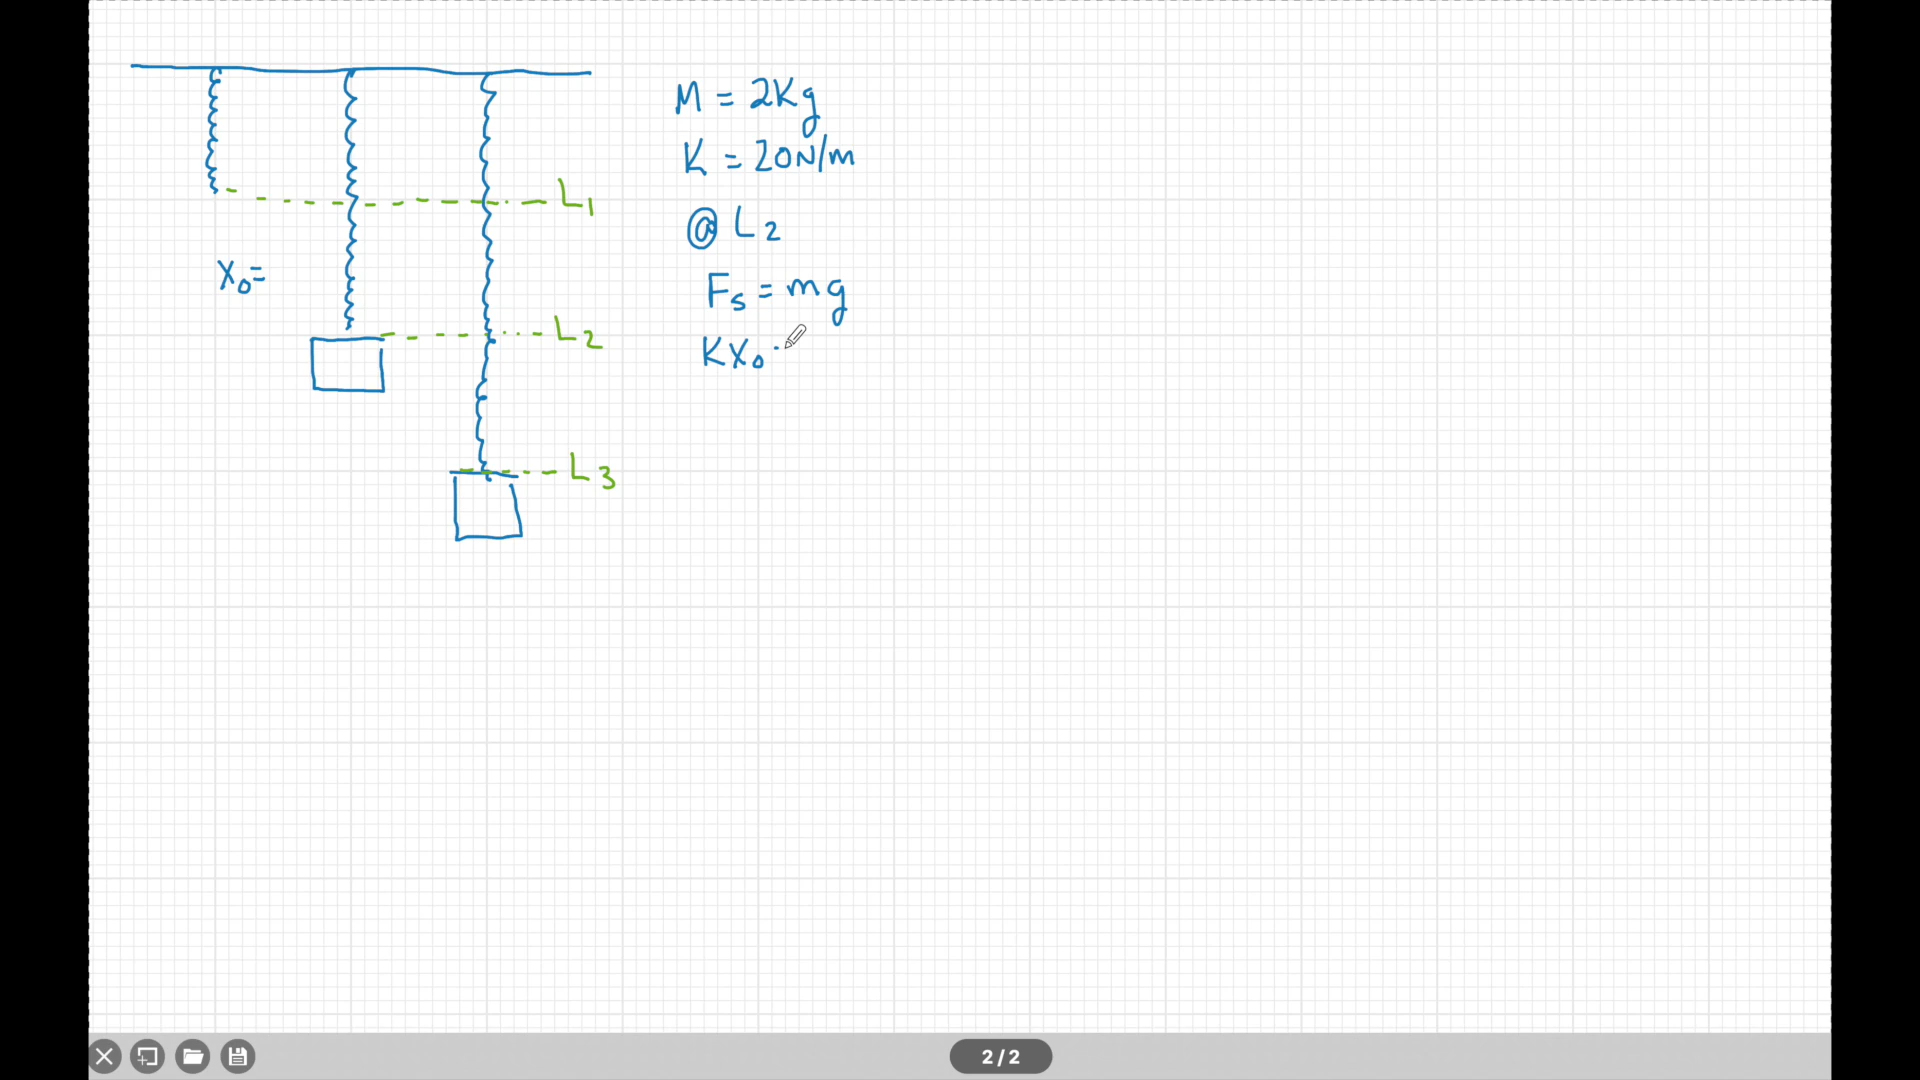 M = 2Kg
K = 20N/m
L1
@ L2
X0=
Fs = mg
L2
KX0
L3
2/2